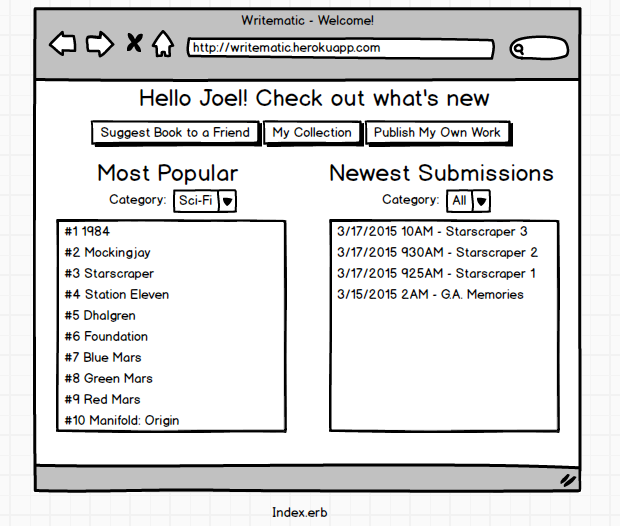 Writematic - Welcome!
http://writematic.herokuapp.com
Hello Joel! Check out what's new
Suggest Book to a Friend
My Collection
Publish My Own Work
Most Popular
Category: Sci-Fi
#1 1984
#2 Mockingjay
#3 Starscraper
#4 Station Eleven
#5 Dhalgren
#6 Foundation
#7 Blue Mars
#8 Green Mars
#9 Red Mars
#10 Manifold: Origin
Newest Submissions
Category: All
3/17/2015 10AM - Starscraper 3
3/17/2015 930AM - Starscraper 2
3/17/2015 925AM - Starscraper 1
3/15/2015 2AM - G.A. Memories
Index.erb